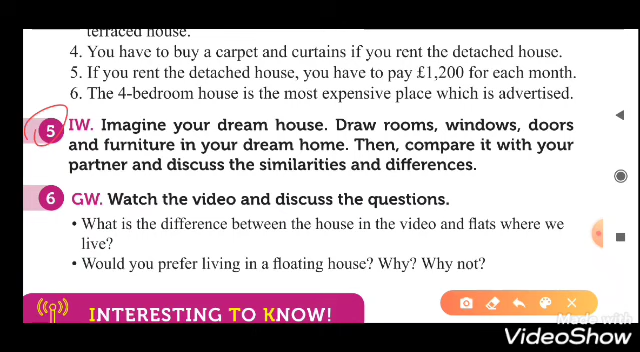 terraced house.
4. You have to buy a carpet and curtains if you rent the detached house.
5. If you rent the detached house, you have to pay £1,200 for each month.
6. The 4-bedroom house is the most expensive place which is advertised.
5 IW. Imagine your dream house. Draw rooms, windows, doors
and furniture in your dream home. Then, compare it with your
partner and discuss the similarities and differences.
6 GW. Watch the video and discuss the questions.
• What is the difference between the house in the video and flats where we
live?
• Would you prefer living in a floating house? Why? Why not?
INTERESTING TO KNOW!
Made with
VideoShow